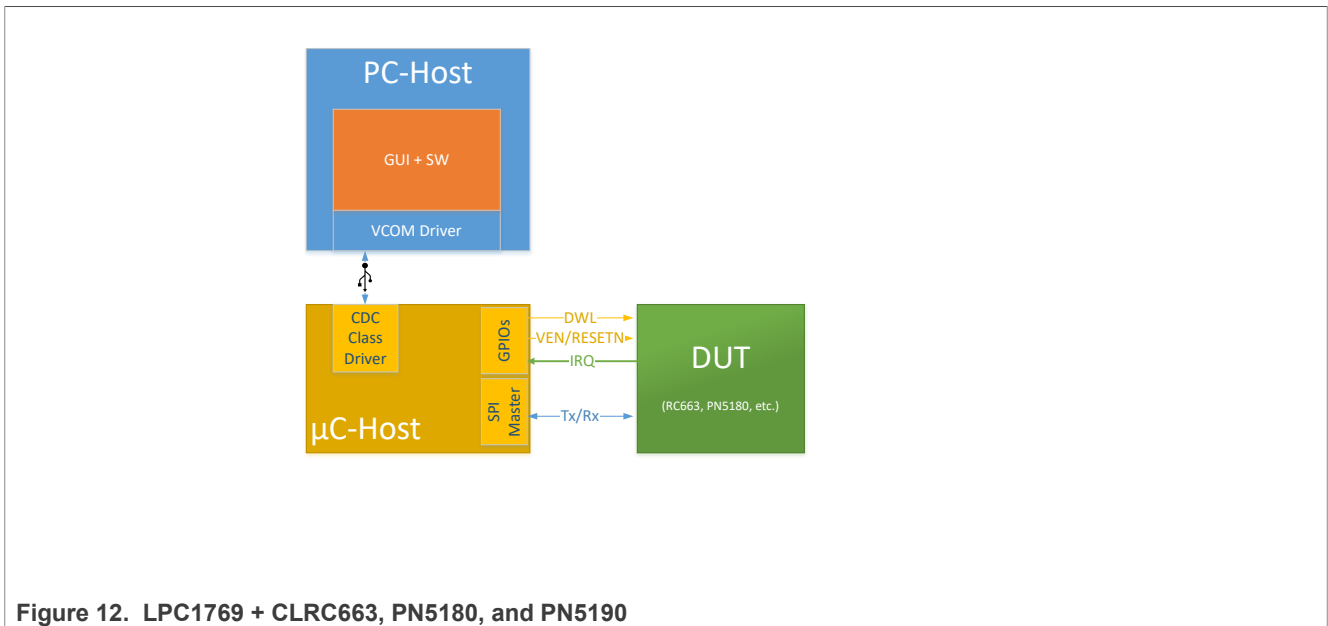 PC-Host
GUI + SW
VCOM Driver
CDC
Class
Driver
GPIOs
SPI
Master
µC-Host
DWL
VEN/RESETN
IRQ
Tx/Rx
DUT
(RC663, PN5180, etc.)
Figure 12. LPC1769 + CLRC663, PN5180, and PN5190